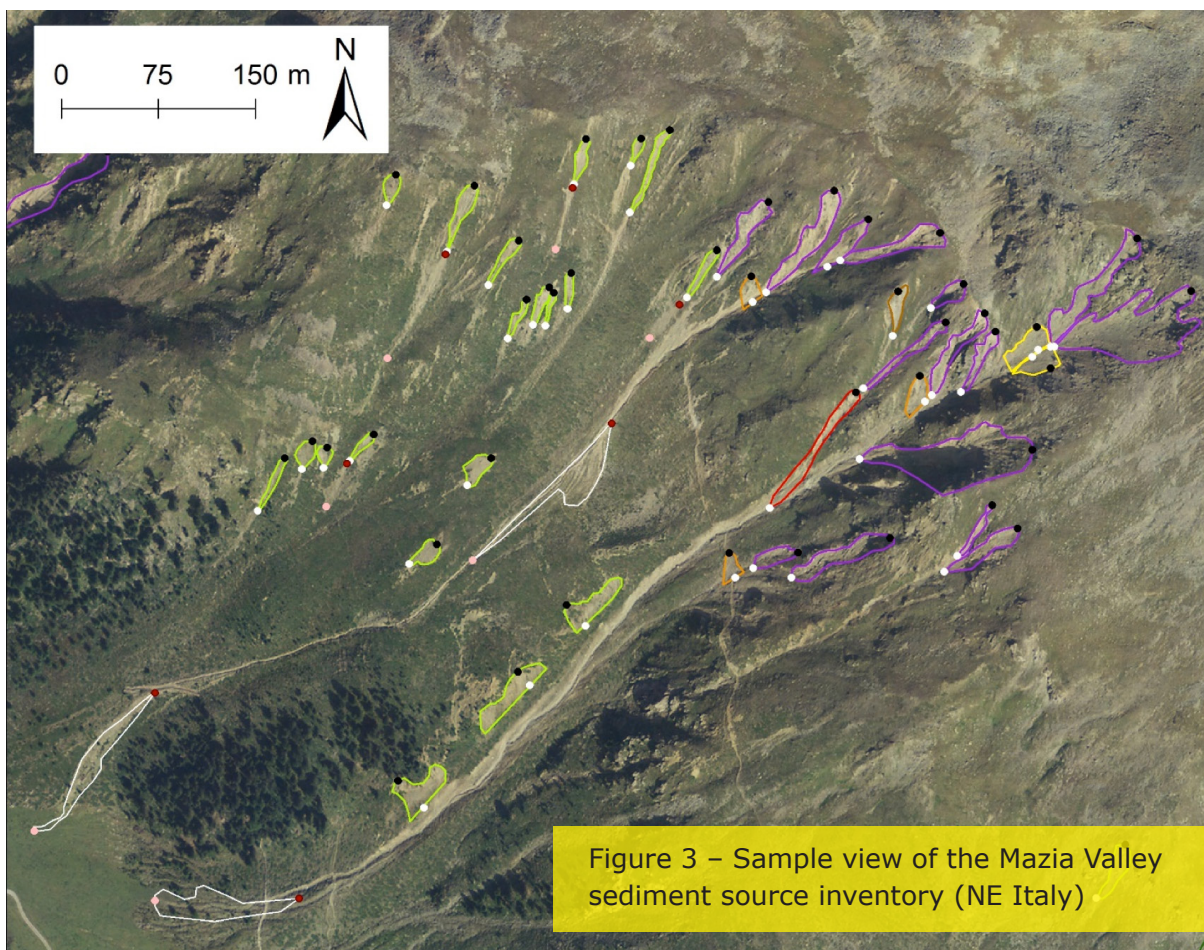 N
0 75 150 m
Figure 3 – Sample view of the Mazia Valley
sediment source inventory (NE Italy)